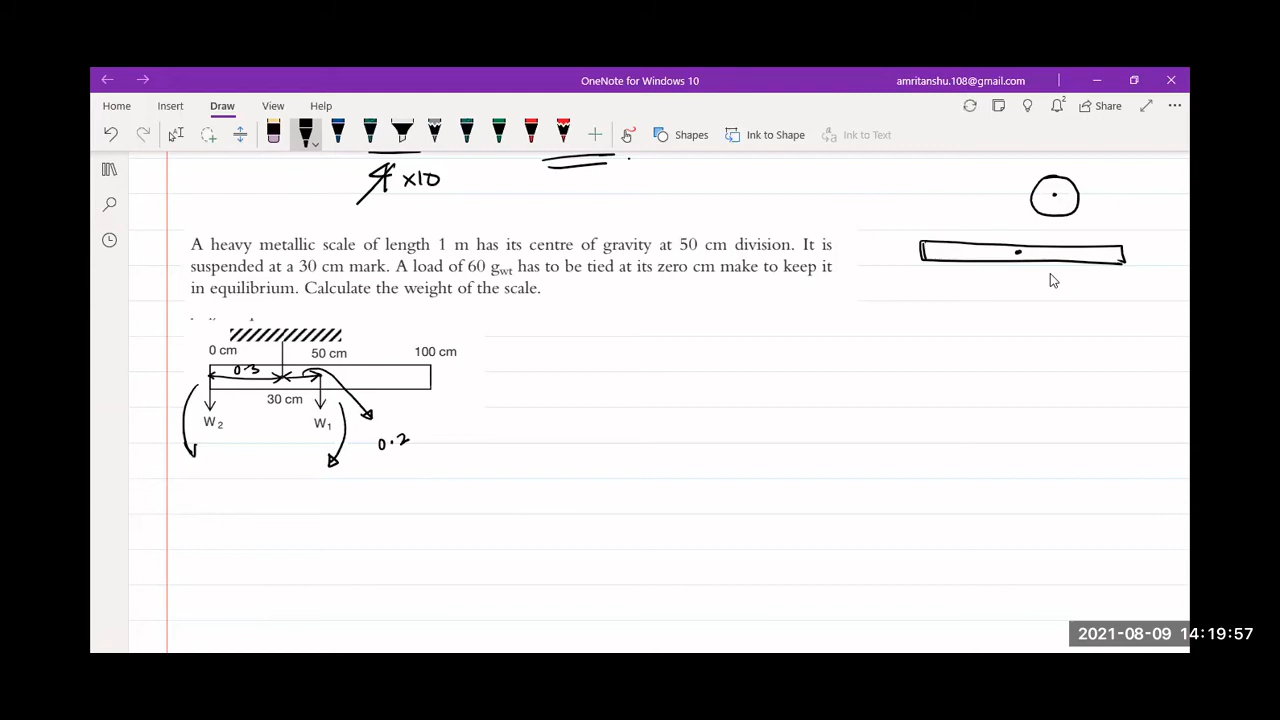 OneNote for Windows 10
amritanshu.108@gmail.com
Home Insert Draw View Help
2
Share
Shapes Ink to Shape Ink to Text
x10
A heavy metallic scale of length 1 m has its centre of gravity at 50 cm division. It is
suspended at a 30 cm mark. A load of 60 gwt has to be tied at its zero cm make to keep it
in equilibrium. Calculate the weight of the scale.
0 cm 50 cm 100 cm
0.3
30 cm
W2 W1
0.2
2021-08-09 14:19:57